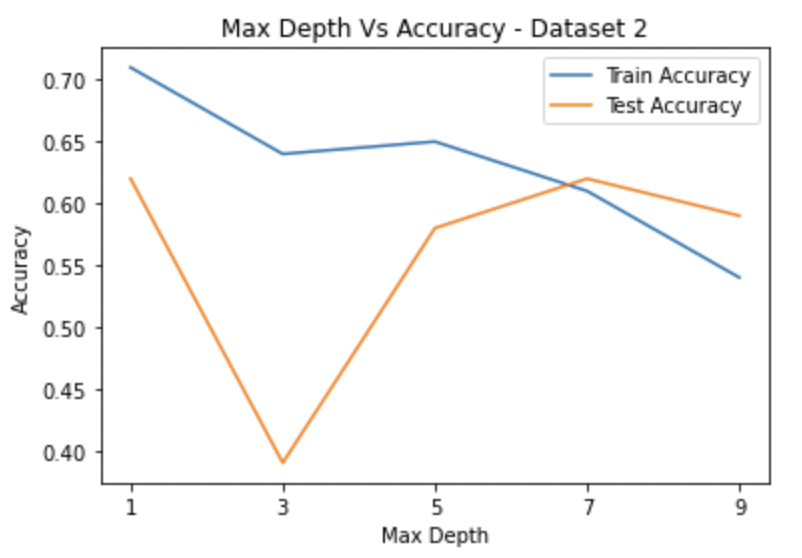 Max Depth Vs Accuracy - Dataset 2
Train Accuracy
Test Accuracy
Accuracy
0.70
0.65
0.60
0.55
0.50
0.45
0.40
1 3 5 7 9
Max Depth